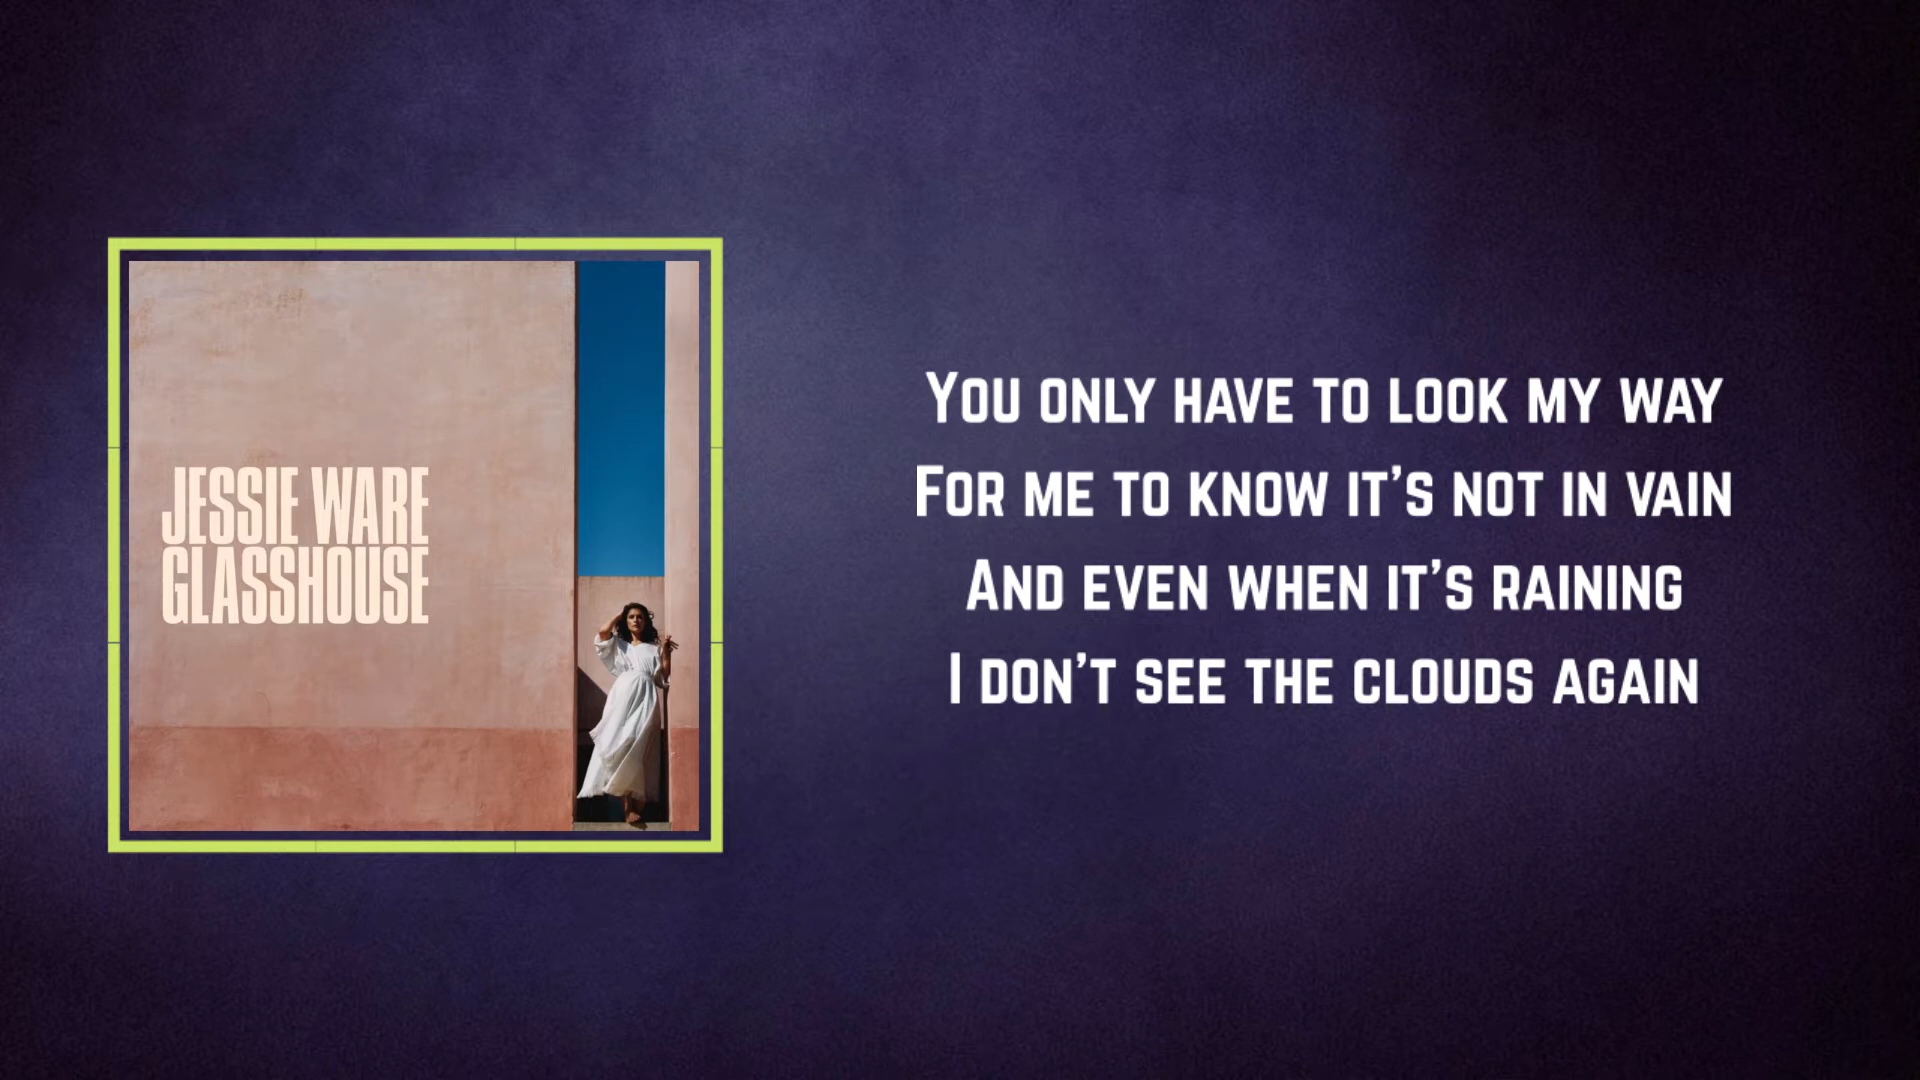 JESSIE WARE
GLASSHOUSE
You only have to look my way
For me to know it's not in vain
And even when it's raining
I don't see the clouds again